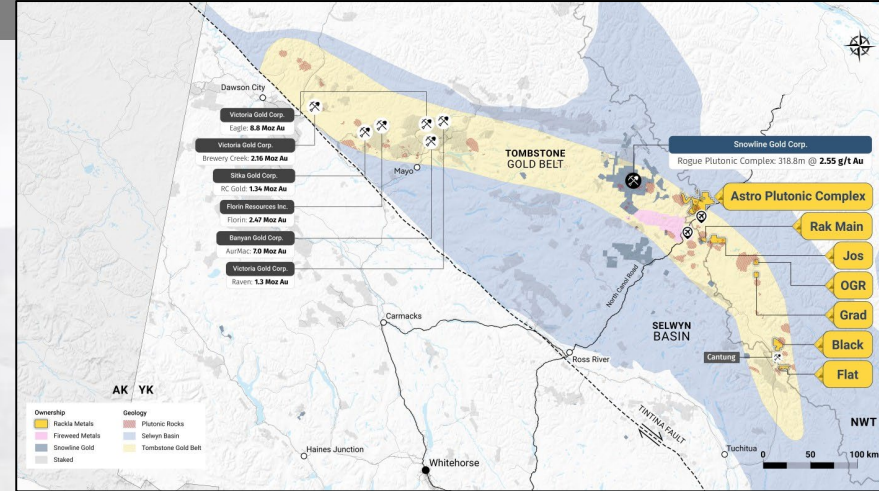 Dawson City
Victoria Gold Corp.
Eagle: 8.8 Moz Au
Victoria Gold Corp.
Brewery Creek: 2.16 Moz Au
Sitka Gold Corp.
RC Gold: 1.34 Moz Au
Florin Resources Inc.
Florin: 2.47 Moz Au
Banyan Gold Corp.
AurMac: 7.0 Moz Au
Victoria Gold Corp.
Raven: 1.3 Moz Au
Mayo
TOMBSTONE
GOLD BELT
Snowline Gold Corp.
Rogue Plutonic Complex: 318.8m @ 2.55 g/t Au
Astro Plutonic Complex
Rak Main
Jos
OGR
Grad
Black
Flat
North Canol Road
SELWYN
BASIN
Cantung
Carmacks
Ross River
AK YK
TINTINA FAULT
NWT
Tuchitua
Haines Junction
Whitehorse
0 50 100 km
Ownership
Rackla Metals
Fireweed Metals
Snowline Gold
Staked
Geology
Plutonic Rocks
Selwyn Basin
Tombstone Gold Belt